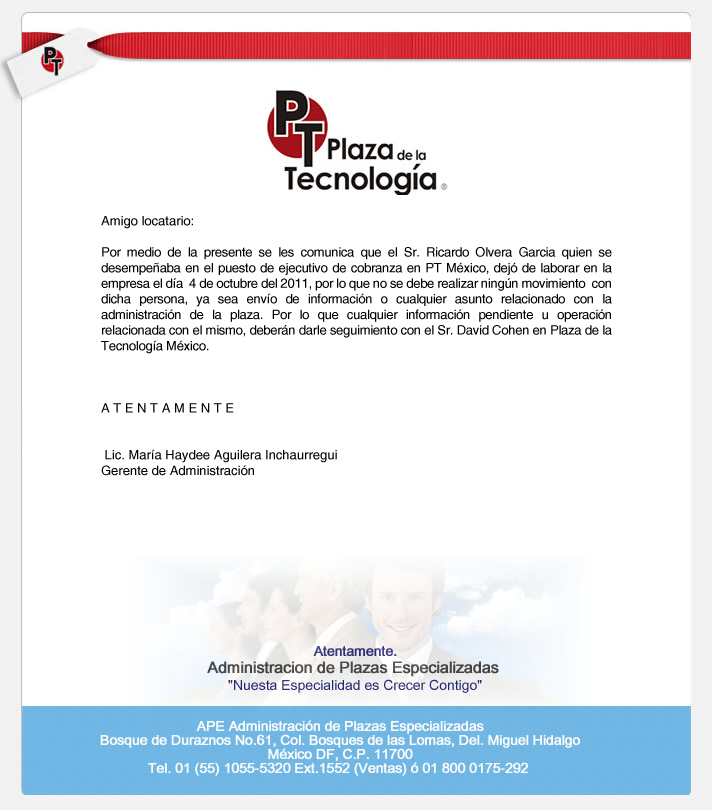 PT
PT Plaza de la
Tecnología ®
Amigo locatario:
Por medio de la presente se les comunica que el Sr. Ricardo Olvera Garcia quien se
desempeñaba en el puesto de ejecutivo de cobranza en PT México, dejó de laborar en la
empresa el día 4 de octubre del 2011, por lo que no se debe realizar ningún movimiento con
dicha persona, ya sea envío de información o cualquier asunto relacionado con la
administración de la plaza. Por lo que cualquier información pendiente u operación
relacionada con el mismo, deberán darle seguimiento con el Sr. David Cohen en Plaza de la
Tecnología México.
A T E N T A M E N T E
Lic. María Haydee Aguilera Inchaurregui
Gerente de Administración
Atentamente.
Administracion de Plazas Especializadas
"Nuesta Especialidad es Crecer Contigo"
APE Administración de Plazas Especializadas
Bosque de Duraznos No.61, Col. Bosques de las Lomas, Del. Miguel Hidalgo
México DF, C.P. 11700
Tel. 01 (55) 1055-5320 Ext.1552 (Ventas) ó 01 800 0175-292